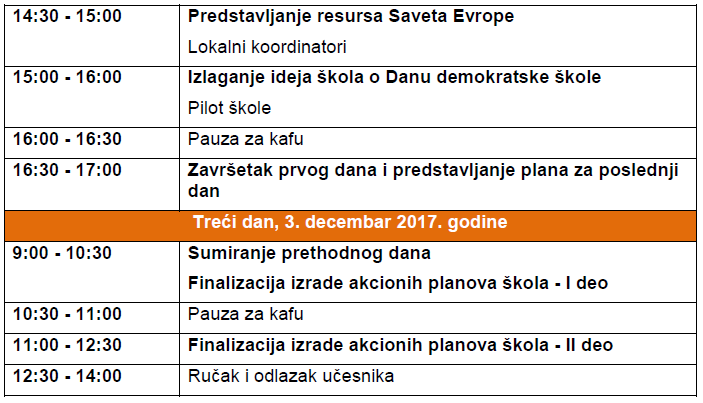 14:30 - 15:00
Predstavljanje resursa Saveta Evrope
Lokalni koordinatori
15:00 - 16:00
Izlaganje ideja škola o Danu demokratske škole
Pilot škole
16:00 - 16:30
Pauza za kafu
16:30 - 17:00
Završetak prvog dana i predstavljanje plana za poslednji
dan
Treći dan, 3. decembar 2017. godine
9:00 - 10:30
Sumiranje prethodnog dana
Finalizacija izrade akcionih planova škola - I deo
10:30 - 11:00
Pauza za kafu
11:00 - 12:30
Finalizacija izrade akcionih planova škola - II deo
12:30 - 14:00
Ručak i odlazak učesnika